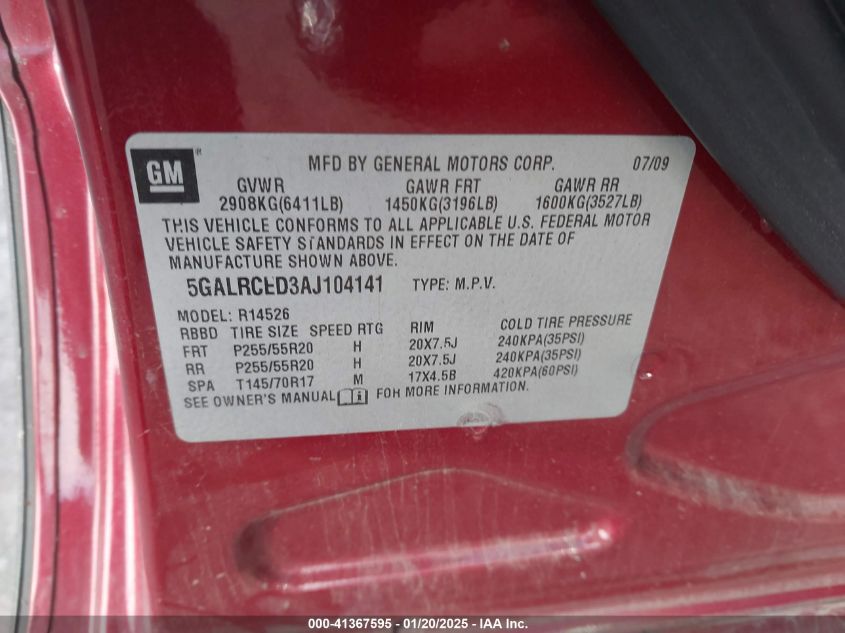 GM
MFD BY GENERAL MOTORS CORP. 07/09
GVWR GAWR FRT GAWR RR
2908KG(6411LB) 1450KG(3196LB) 1600KG(3527LB)
THIS VEHICLE CONFORMS TO ALL APPLICABLE U.S. FEDERAL MOTOR
VEHICLE SAFETY STANDARDS IN EFFECT ON THE DATE OF
MANUFACTURE SHOWN ABOVE.
5GALRCED3AJ104141 TYPE: M.P.V.
MODEL: R14526
RBBD TIRE SIZE SPEED RTG RIM COLD TIRE PRESSURE
FRT P255/55R20 H 20X7.5J 240KPA(35PSI)
RR P255/55R20 H 20X7.5J 240KPA(35PSI)
SPA T145/70R17 M 17X4.5B 420KPA(60PSI)
SEE OWNER'S MANUAL FOR MORE INFORMATION.
000-41367595 - 01/20/2025 - IAA Inc.